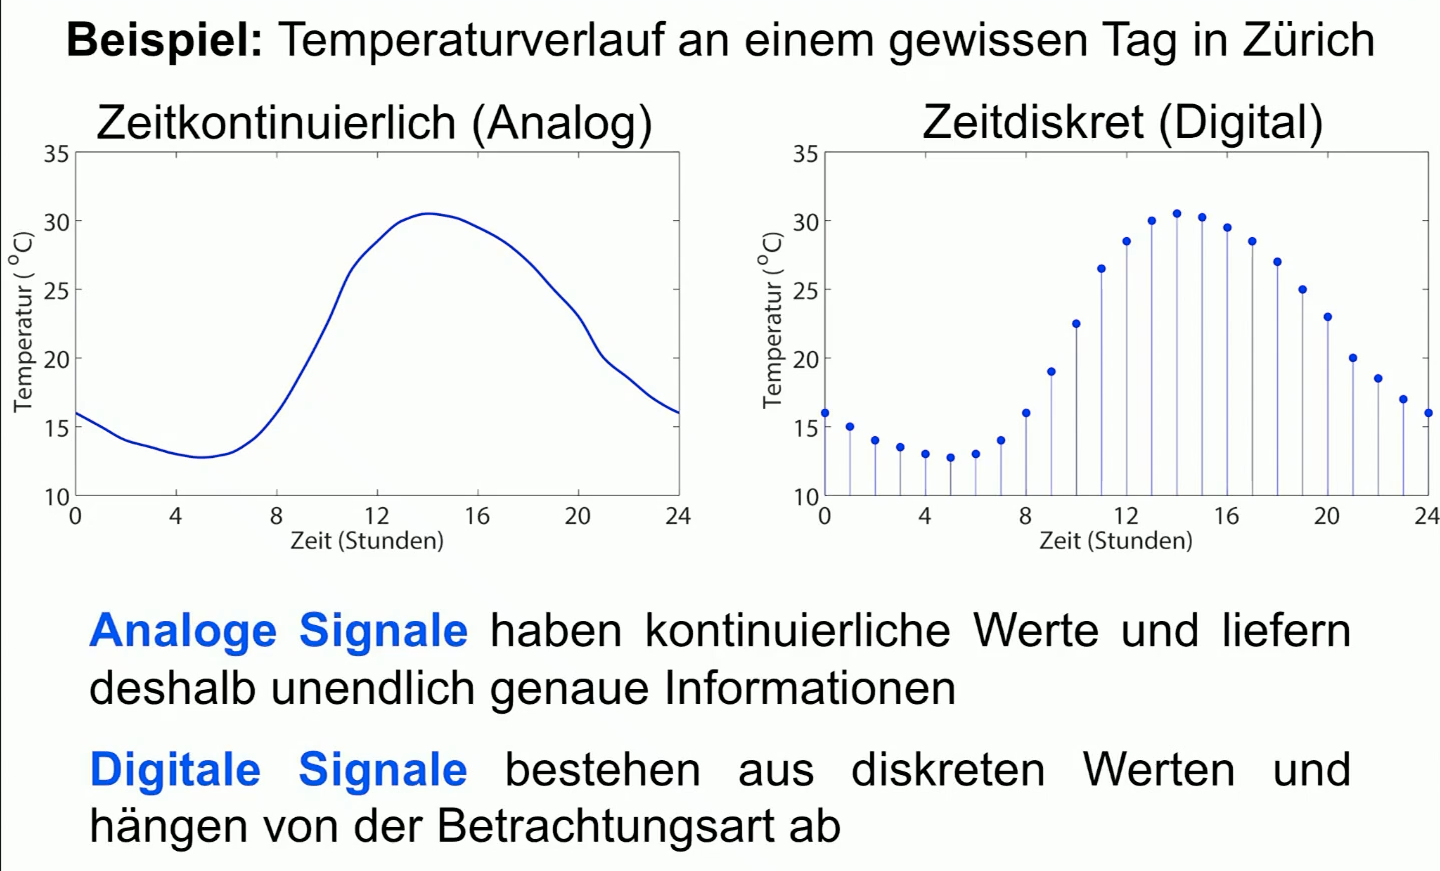 Beispiel: Temperaturverlauf an einem gewissen Tag in Zürich
Zeitkontinuierlich (Analog)
35
30
25
20
15
10
Temperatur (°C)
0 4 8 12 16 20 24
Zeit (Stunden)
Zeitdiskret (Digital)
35
30
25
20
15
10
Temperatur (°C)
0 4 8 12 16 20 24
Zeit (Stunden)
Analoge Signale haben kontinuierliche Werte und liefern
deshalb unendlich genaue Informationen
Digitale Signale bestehen aus diskreten Werten und
hängen von der Betrachtungsart ab